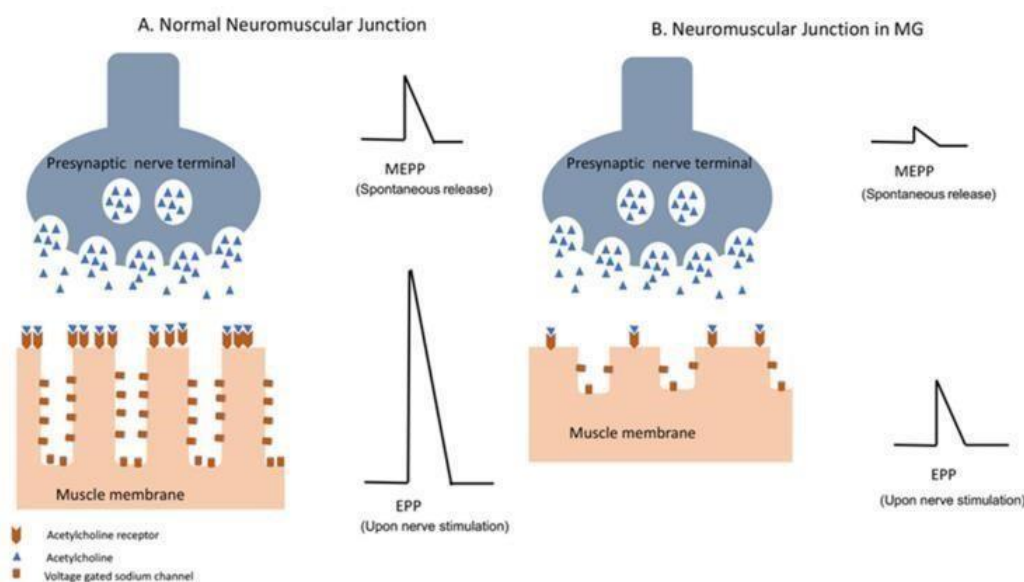 A. Normal Neuromuscular Junction
Presynaptic nerve terminal
MEPP
(Spontaneous release)
Muscle membrane
EPP
(Upon nerve stimulation)
Acetylcholine receptor
Acetylcholine
Voltage gated sodium channel
B. Neuromuscular Junction in MG
Presynaptic nerve terminal
MEPP
(Spontaneous release)
Muscle membrane
EPP
(Upon nerve stimulation)